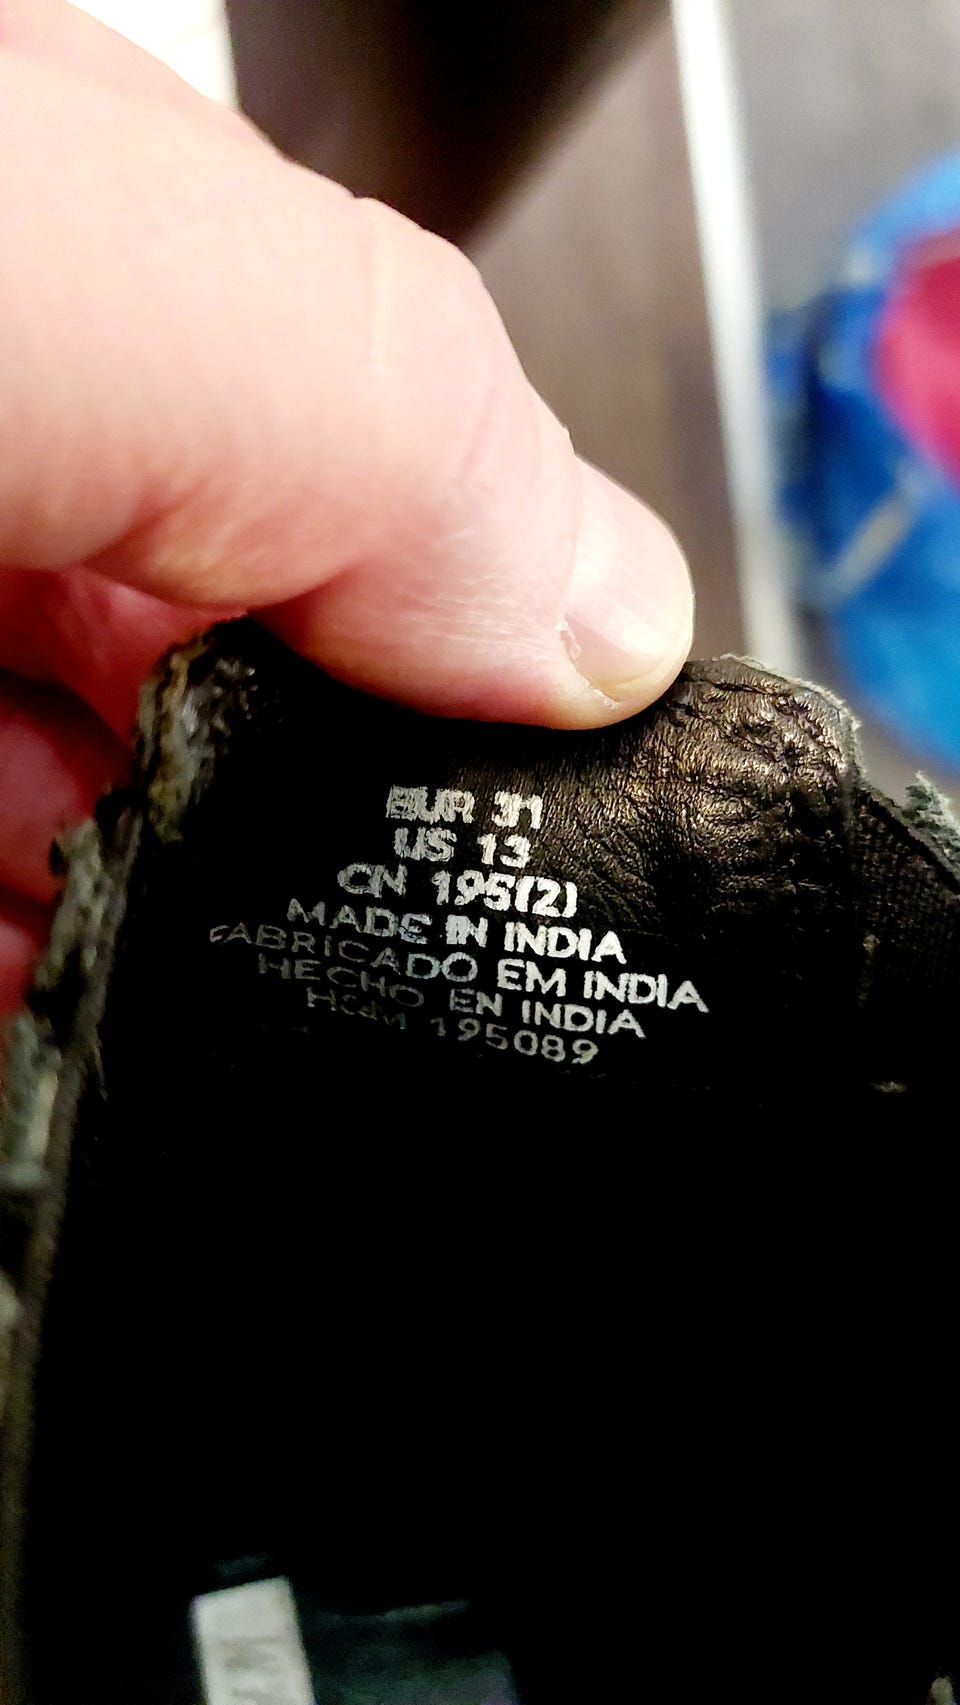 EUR 31
US 13
CN 195(2)
MADE IN INDIA
FABRICADO EM INDIA
HECHO EN INDIA
H&M 195089